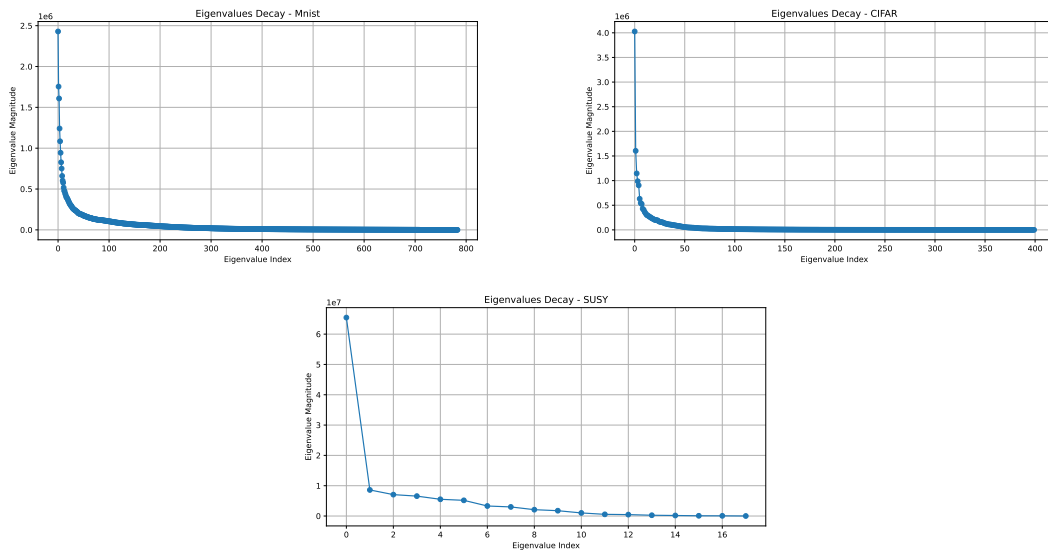 Eigenvalues Decay - Mnist
1e6
2.5
2.0
1.5
1.0
0.5
0.0
Eigenvalue Magnitude
0 100 200 300 400 500 600 700 800
Eigenvalue Index
Eigenvalues Decay - CIFAR
1e6
4.0
3.5
3.0
2.5
2.0
1.5
1.0
0.5
0.0
Eigenvalue Magnitude
0 50 100 150 200 250 300 350 400
Eigenvalue Index
Eigenvalues Decay - SUSY
1e7
6
5
4
3
2
1
0
Eigenvalue Magnitude
0 2 4 6 8 10 12 14 16
Eigenvalue Index